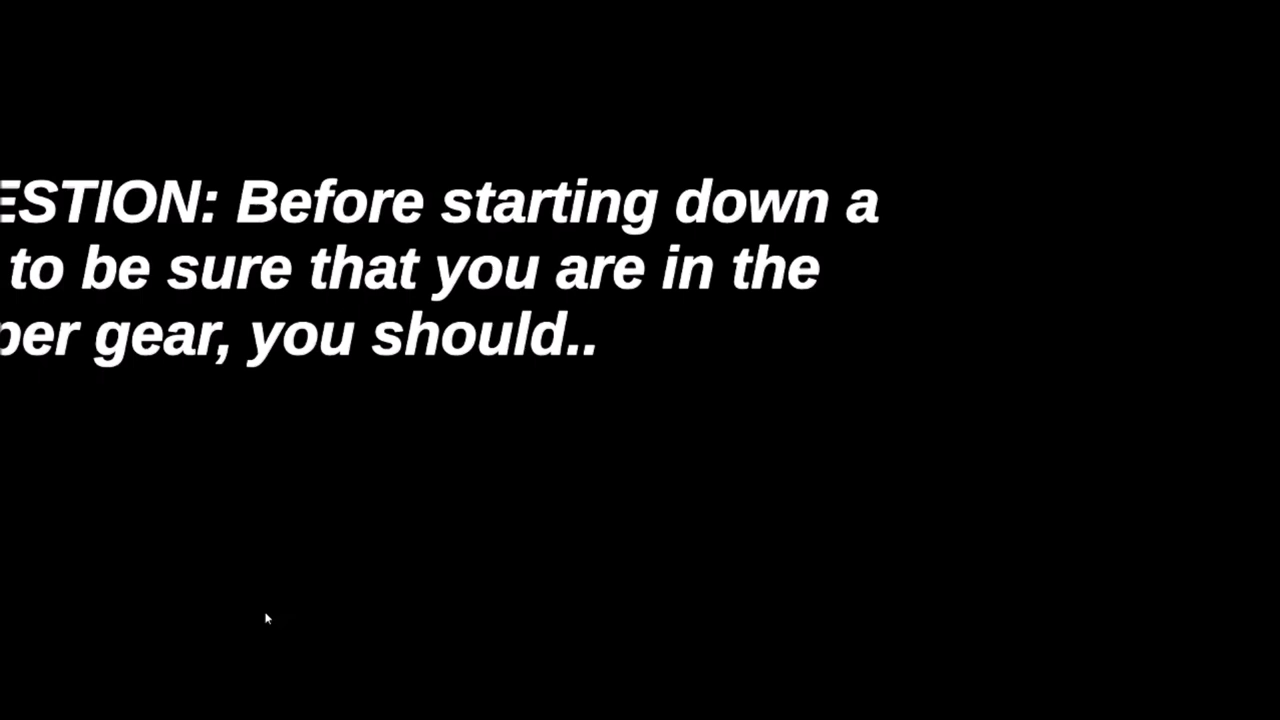 ESTION: Before starting down a
to be sure that you are in the
per gear, you should..